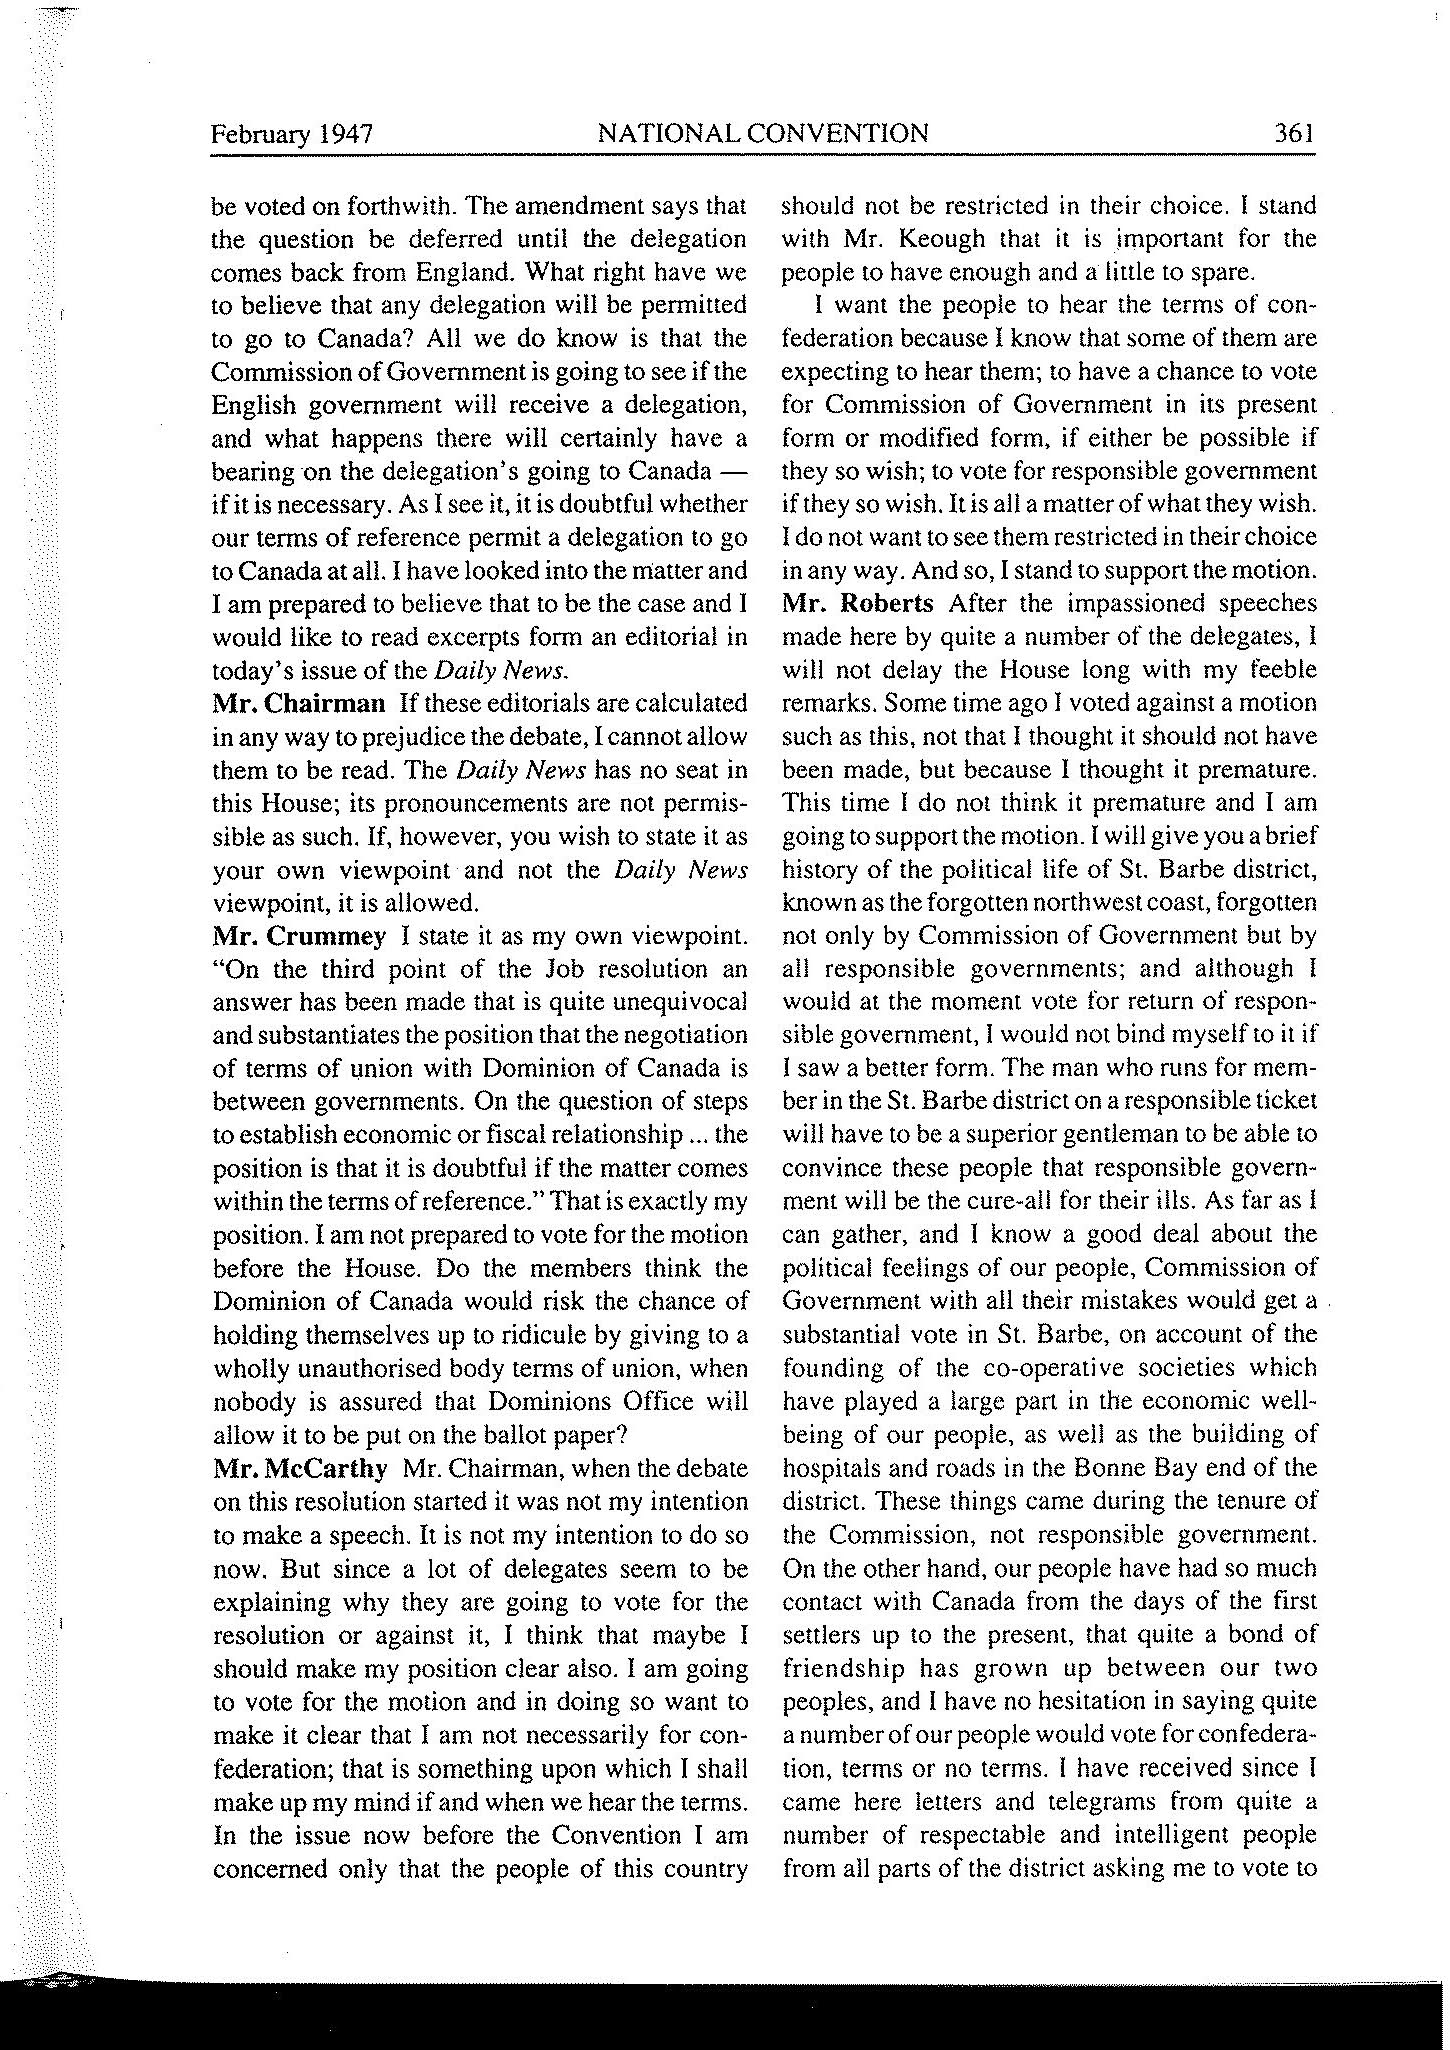 February 1947 NATIONAL CONVENTION 361
be voted on forthwith. The amendment says that
the question be deferred until the delegation
comes back from England. What right have we
to believe that any delegation will be permitted
to go to Canada? All we do know is that the
Commission of Government is going to see if the
English government will receive a delegation,
and what happens there will certainly have a
bearing on the delegation's going to Canada —
if it is necessary. As I see it, it is doubtful whether
our terms of reference permit a delegation to go
to Canada at all. I have looked into the matter and
I am prepared to believe that to be the case and I
would like to read excerpts form an editorial in
today's issue of the Daily News.
Mr. Chairman If these editorials are calculated
in any way to prejudice the debate, I cannot allow
them to be read. The Daily News has no seat in
this House; its pronouncements are not permis-
sible as such. If, however, you wish to state it as
your own viewpoint and not the Daily News
viewpoint, it is allowed.
Mr. Crummey I state it as my own viewpoint.
“On the third point of the Job resolution an
answer has been made that is quite unequivocal
and substantiates the position that the negotiation
of terms of union with Dominion of Canada is
between governments. On the question of steps
to establish economic or fiscal relationship ... the
position is that it is doubtful if the matter comes
within the terms of reference.” That is exactly my
position. I am not prepared to vote for the motion
before the House. Do the members think the
Dominion of Canada would risk the chance of
holding themselves up to ridicule by giving to a
wholly unauthorised body terms of union, when
nobody is assured that Dominions Office will
allow it to be put on the ballot paper?
Mr. McCarthy Mr. Chairman, when the debate
on this resolution started it was not my intention
to make a speech. It is not my intention to do so
now. But since a lot of delegates seem to be
explaining why they are going to vote for the
resolution or against it, I think that maybe I
should make my position clear also. I am going
to vote for the motion and in doing so want to
make it clear that I am not necessarily for con-
federation; that is something upon which I shall
make up my mind if and when we hear the terms.
In the issue now before the Convention I am
concerned only that the people of this country
should not be restricted in their choice. I stand
with Mr. Keough that it is important for the
people to have enough and a little to spare.
I want the people to hear the terms of con-
federation because I know that some of them are
expecting to hear them; to have a chance to vote
for Commission of Government in its present
form or modified form, if either be possible if
they so wish; to vote for responsible government
if they so wish. It is all a matter of what they wish.
I do not want to see them restricted in their choice
in any way. And so, I stand to support the motion.
Mr. Roberts After the impassioned speeches
made here by quite a number of the delegates, I
will not delay the House long with my feeble
remarks. Some time ago I voted against a motion
such as this, not that I thought it should not have
been made, but because I thought it premature.
This time I do not think it premature and I am
going to support the motion. I will give you a brief
history of the political life of St. Barbe district,
known as the forgotten northwest coast, forgotten
not only by Commission of Government but by
all responsible governments; and although I
would at the moment vote for return of respon-
sible government, I would not bind myself to it if
I saw a better form. The man who runs for mem-
ber in the St. Barbe district on a responsible ticket
will have to be a superior gentleman to be able to
convince these people that responsible govern-
ment will be the cure-all for their ills. As far as I
can gather, and I know a good deal about the
political feelings of our people, Commission of
Government with all their mistakes would get a
substantial vote in St. Barbe, on account of the
founding of the co-operative societies which
have played a large part in the economic well-
being of our people, as well as the building of
hospitals and roads in the Bonne Bay end of the
district. These things came during the tenure of
the Commission, not responsible government.
On the other hand, our people have had so much
contact with Canada from the days of the first
settlers up to the present, that quite a bond of
friendship has grown up between our two
peoples, and I have no hesitation in saying quite
a number of our people would vote for confedera-
tion, terms or no terms. I have received since I
came here letters and telegrams from quite a
number of respectable and intelligent people
from all parts of the district asking me to vote to